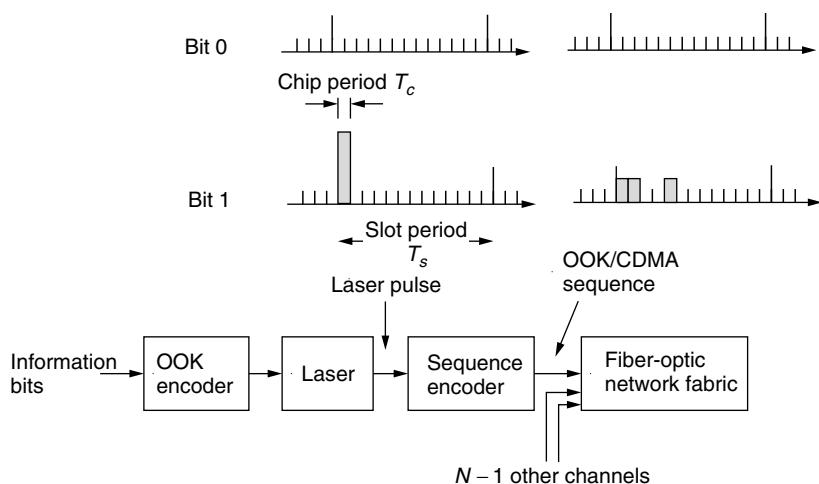 Bit 0
Chip period T_c
Bit 1
Slot period
T_s
Laser pulse
OOK/CDMA
sequence
Information
bits
OOK
encoder
Laser
Sequence
encoder
Fiber-optic
network fabric
N – 1 other channels